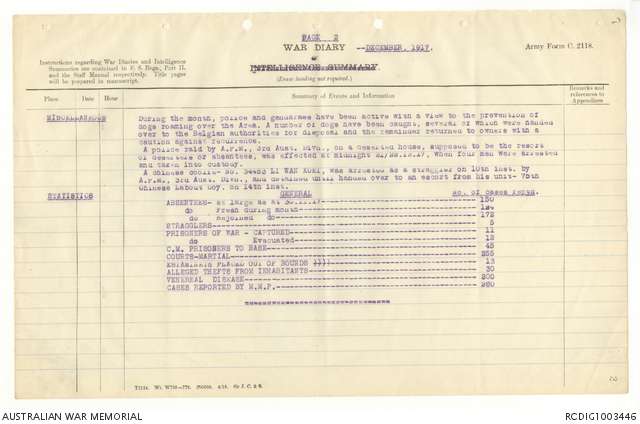 PAGE 2
WAR DIARY --DECEMBER, 1917.
or
INTELLIGENCE SUMMARY.
(Erase heading not required.)
Army Form C. 2118.
Instructions regarding War Diaries and Intelligence
Summaries are contained in F. S. Regs., Part II.
and the Staff Manual respectively. Title pages
will be prepared in manuscript.
Place Date Hour Summary of Events and Information Remarks and references to Appendices
MISCELLANEOUS
During the month, police and gendarmes have been active with a view to the prevention of
dogs roaming over the Area. A number of dogs have been caught, several of which were handed
over to the Belgian authorities for disposal and the remainder returned to owners with a
caution against recurrence.
A police raid by A.P.M., 3rd Aust. Divn., on a deserted house, supposed to be the resort
of deserters or absentees, was effected at midnight 21/22.12.17, when four men were arrested
and taken into custody.
A Chinese coolie- No. LI WAN was arrested as a straggler on 10th inst. by
A.P.M., 3rd Aust. Divn., and detained until handed over to an escort from his unit- 75th
Chinese Labour Coy. on 14th inst.
STATISTICS
GENERAL No. of cases
ABSENTEES- at large as at 130
do Fresh during month
do Rejoined do 172
STRAGGLERS 5
PRISONERS OF WAR - CAPTURED 11
do Evacuated 12
C.M. PRISONERS TO BASE 45
COURTS-MARTIAL 255
ESTAMINETS PLACED OUT OF BOUNDS 13
ALLEGED THEFTS FROM INHABITANTS 30
VENEREAL DISEASE 200
CASES REPORTED BY M.M.P. 290
AUSTRALIAN WAR MEMORIAL
RCDIG1003446